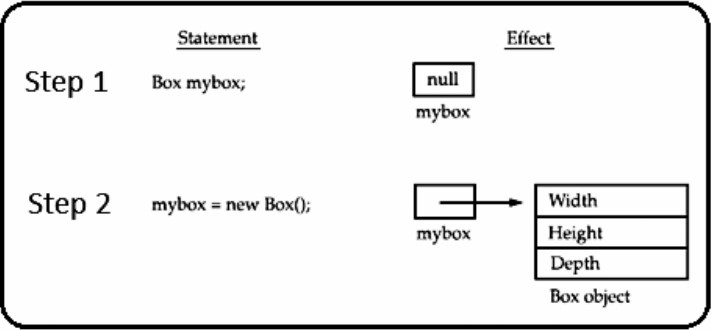 Statement Effect
Step 1 Box mybox; null
mybox
Step 2 mybox = new Box(); Width
mybox Height
Depth
Box object